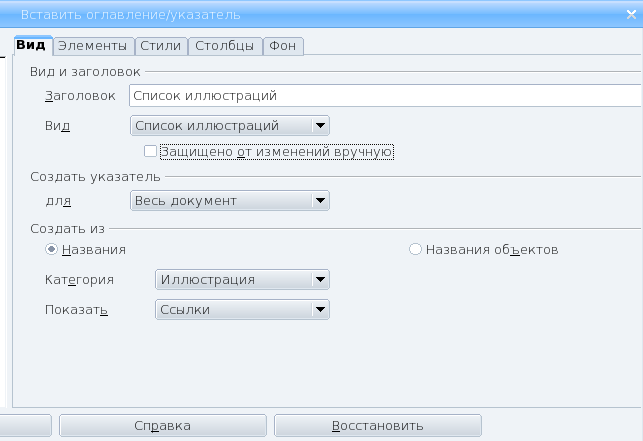 Вставить оглавление/указатель
Вид Элементы Стили Столбцы Фон
Вид и заголовок
Заголовок Список иллюстраций
Вид Список иллюстраций
Защищено от изменений вручную
Создать указатель
для Весь документ
Создать из
Названия Названия объектов
Категория Иллюстрация
Показать Ссылки
Справка Восстановить